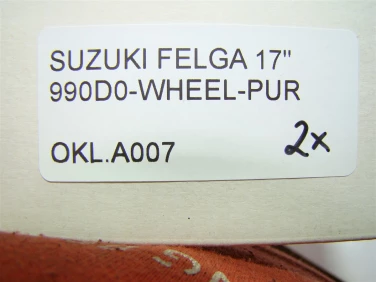 SUZUKI FELGA 17"
990D0-WHEEL-PUR
OKL.A007 2x